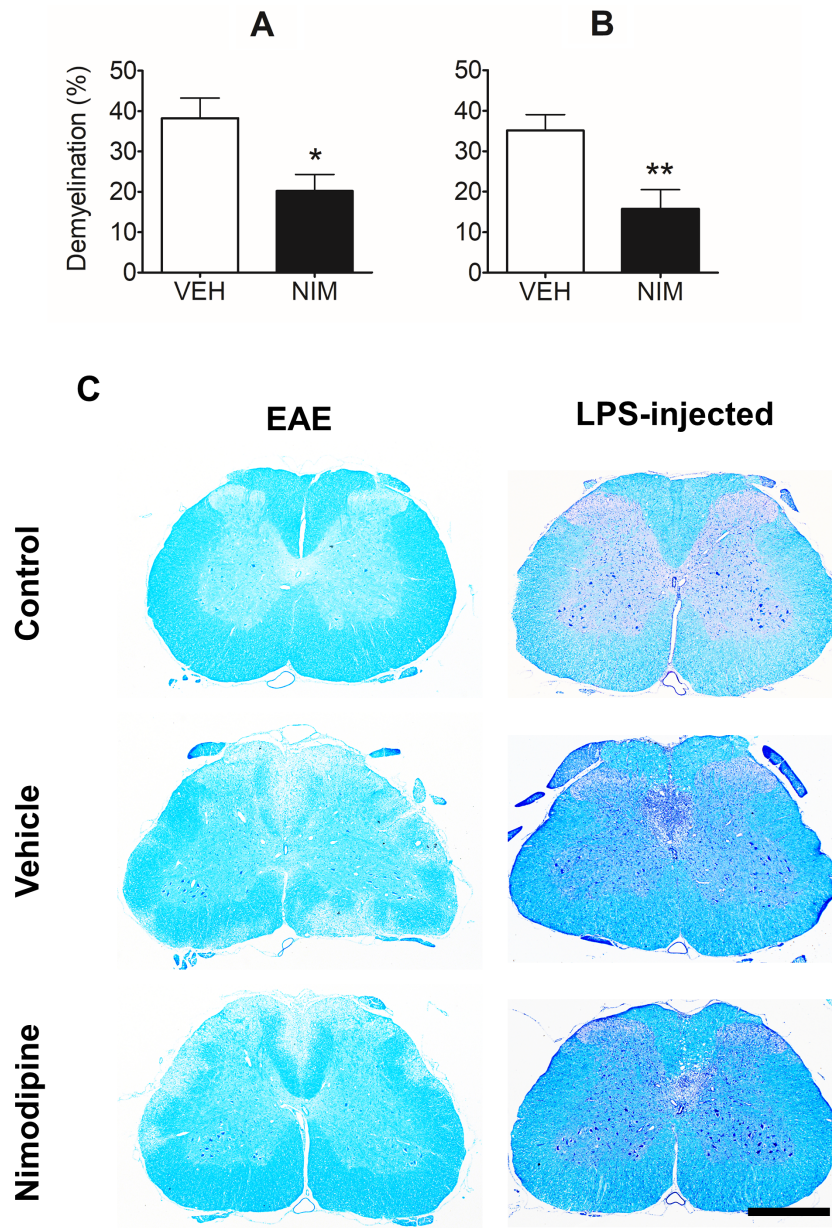 A
B
Demyelination (%)
50
40
30
20
10
0
*
VEH
NIM
50
40
30
20
10
0
**
VEH
NIM
C
EAE
LPS-injected
Control
Vehicle
Nimodipine